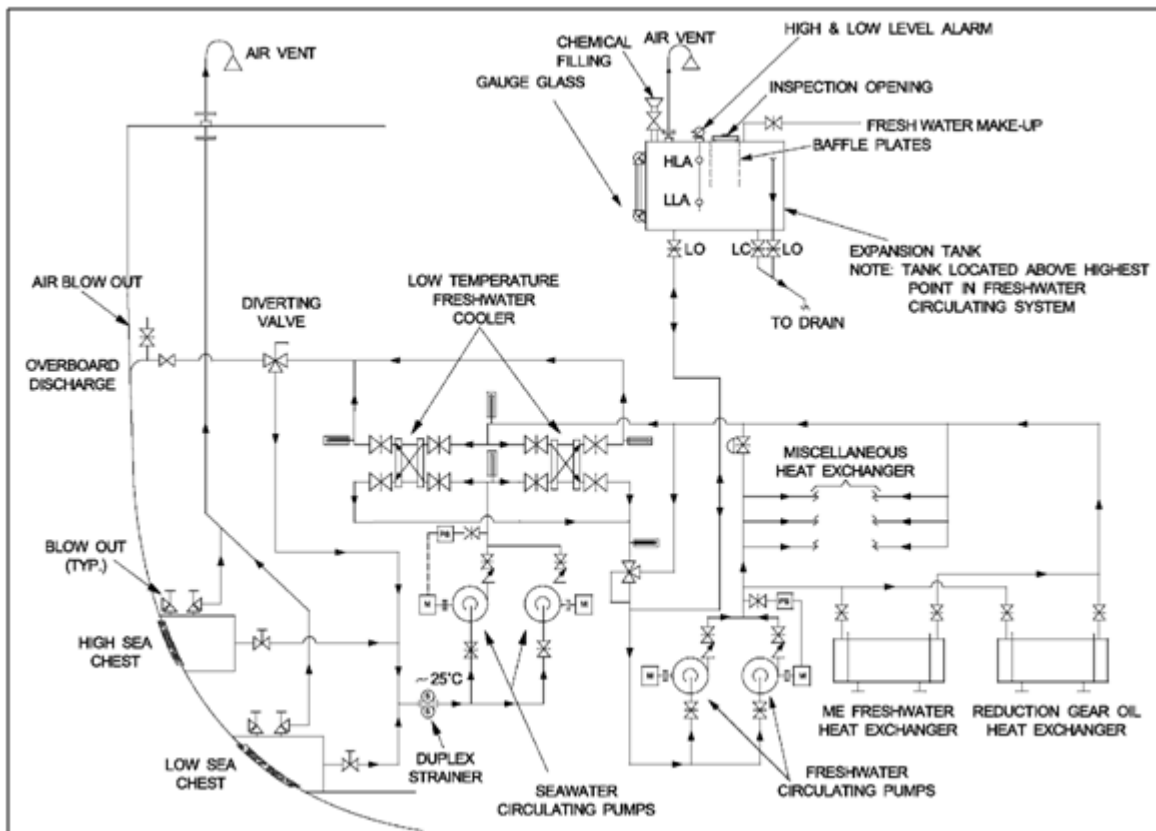 AIR VENT
CHEMICAL
FILLING
AIR VENT
HIGH & LOW LEVEL ALARM
GAUGE GLASS
INSPECTION OPENING
FRESH WATER MAKE-UP
BAFFLE PLATES
HLA
LLA
LO
LC
LO
EXPANSION TANK
NOTE: TANK LOCATED ABOVE HIGHEST
POINT IN FRESHWATER
CIRCULATING SYSTEM
TO DRAIN
AIR BLOW OUT
DIVERTING
VALVE
LOW TEMPERATURE
FRESHWATER
COOLER
OVERBOARD
DISCHARGE
MISCELLANEOUS
HEAT EXCHANGER
BLOW OUT
(TYP.)
PS
M
M
PS
HIGH SEA
CHEST
~25°C
S
S
M
M
LOW SEA
CHEST
DUPLEX
STRAINER
SEAWATER
CIRCULATING PUMPS
FRESHWATER
CIRCULATING PUMPS
ME FRESHWATER
HEAT EXCHANGER
REDUCTION GEAR OIL
HEAT EXCHANGER